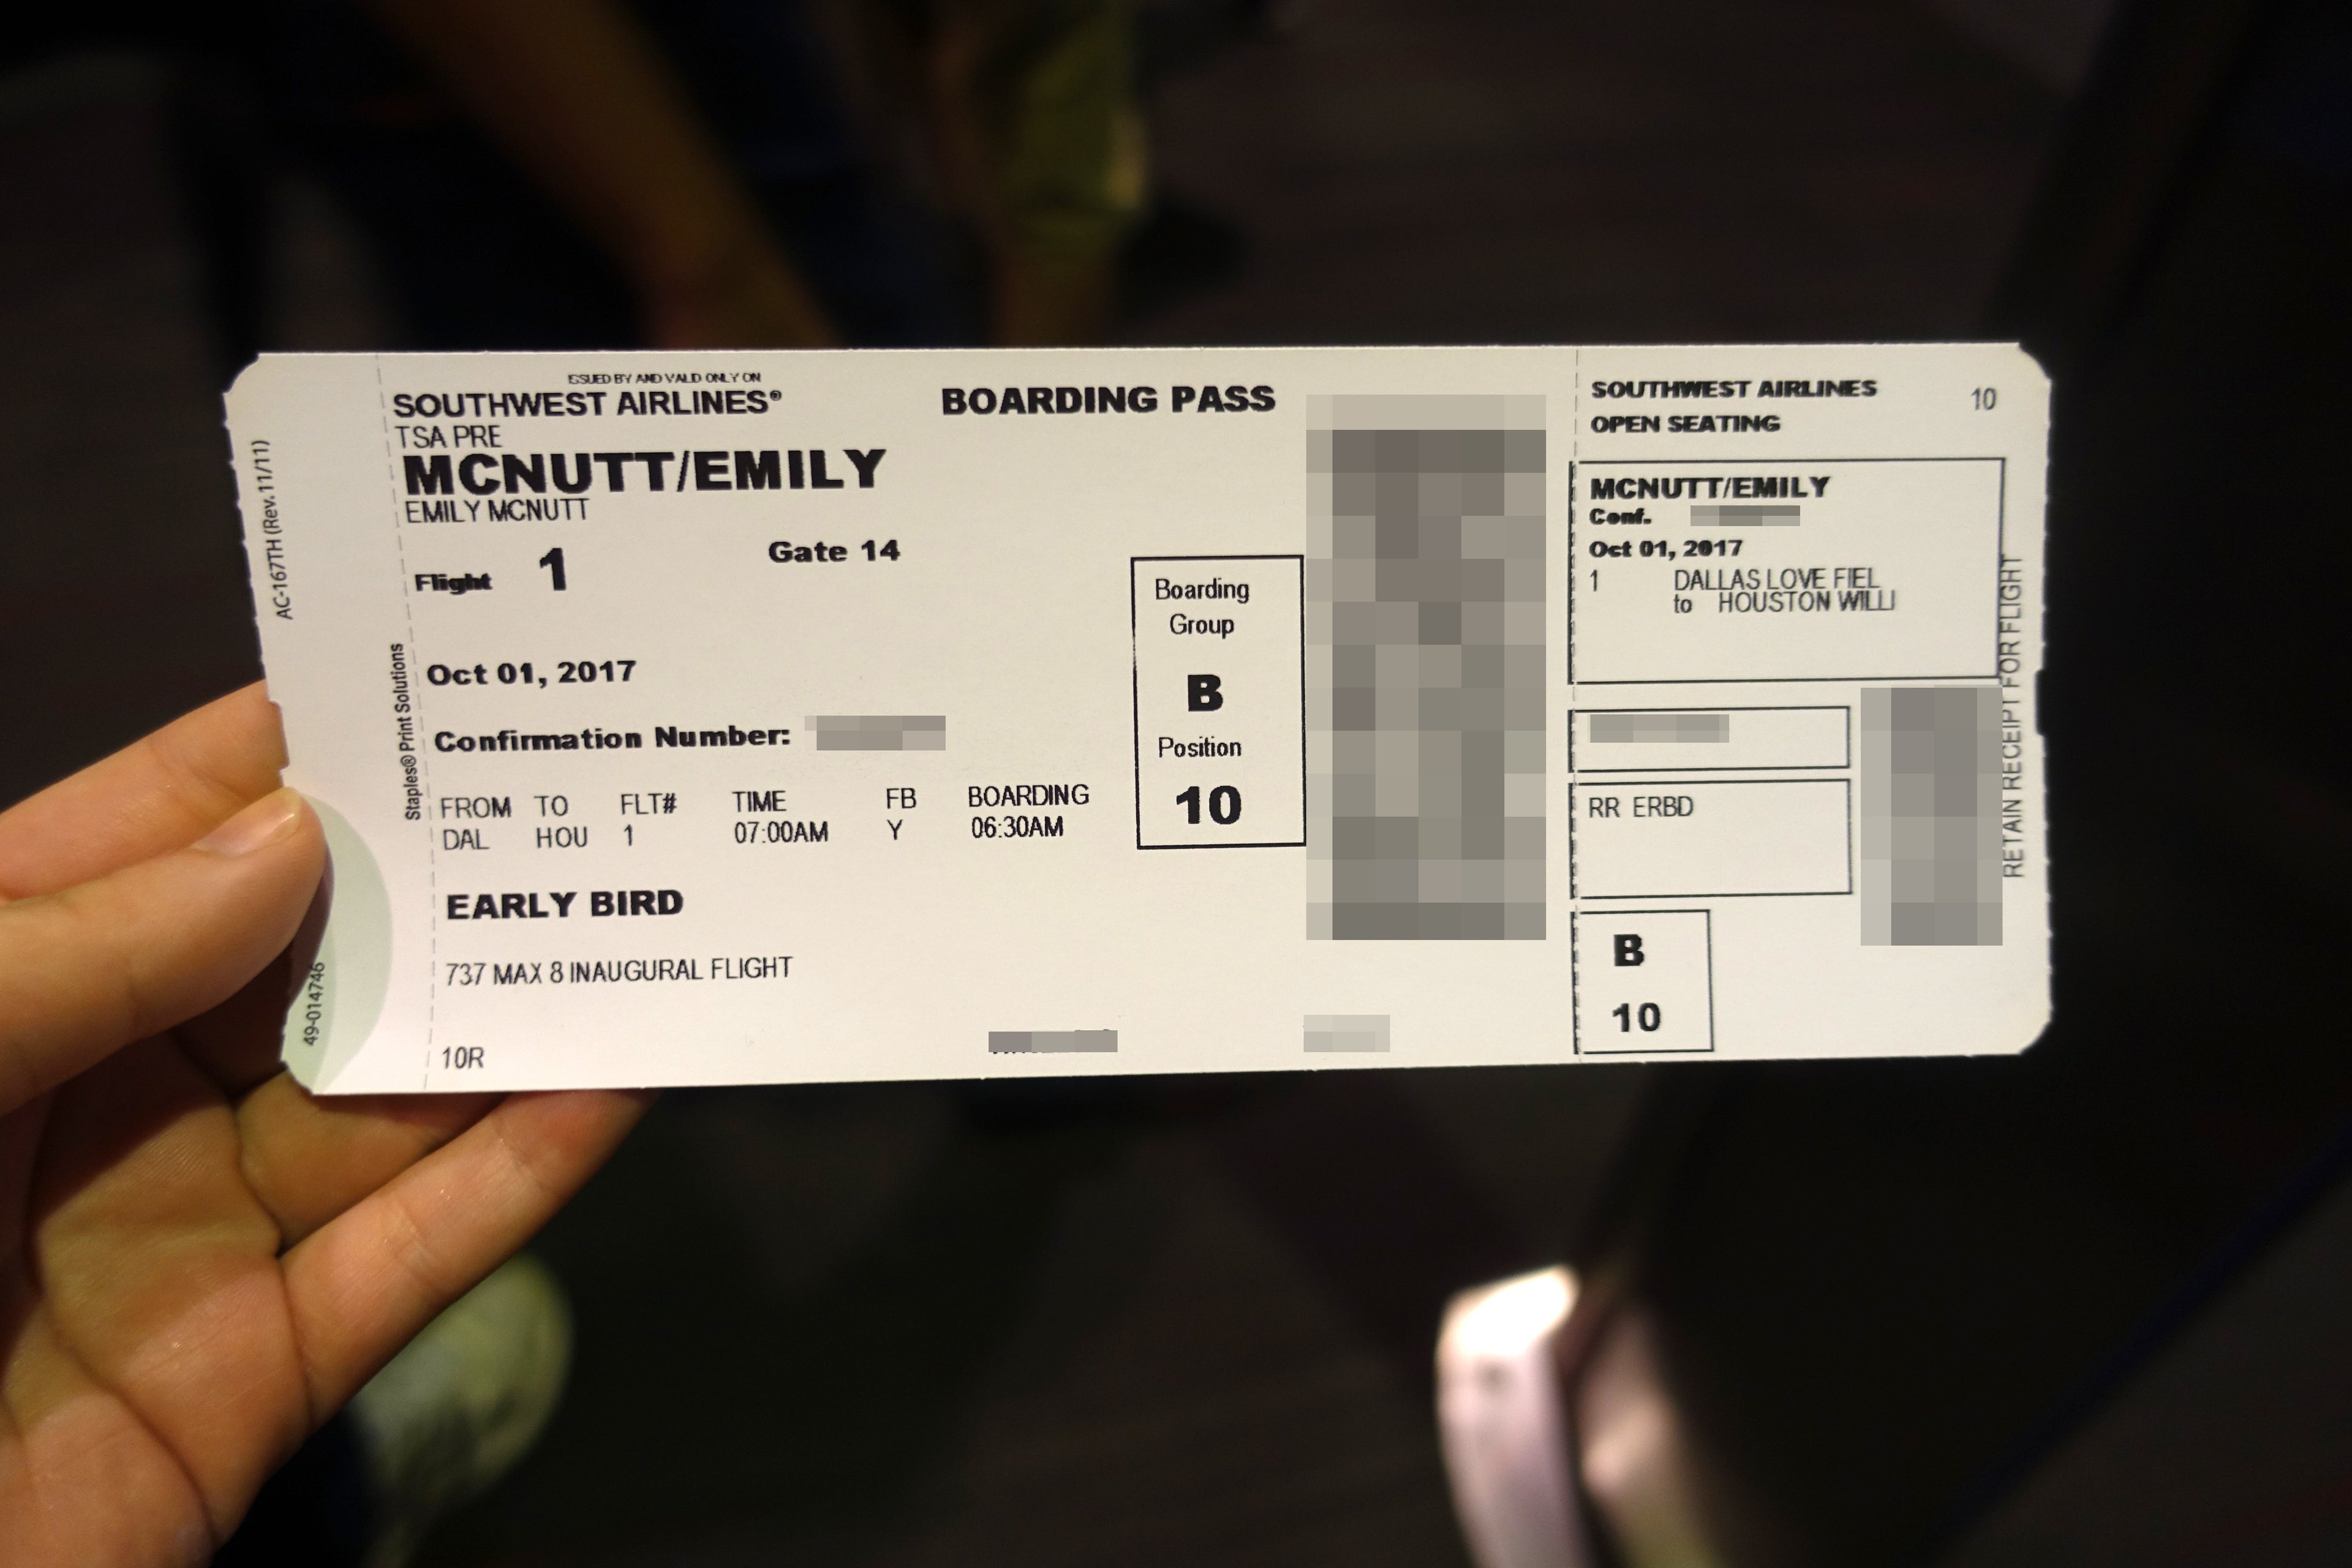 ISSUED BY AND VALID ONLY ON
SOUTHWEST AIRLINES®
BOARDING PASS
TSA PRE
MCNUTT/EMILY
EMILY MCNUTT
Flight 1 Gate 14
Oct 01, 2017
Confirmation Number:
FROM TO FLT# TIME FB BOARDING
DAL HOU 1 07:00AM Y 06:30AM
EARLY BIRD
737 MAX 8 INAUGURAL FLIGHT
10R
Boarding
Group
B
Position
10
SOUTHWEST AIRLINES 10
OPEN SEATING
MCNUTT/EMILY
Conf.
Oct 01, 2017
1 DALLAS LOVE FIEL
to HOUSTON WILLI
RR ERBD
B
10
RETAIN RECEIPT FOR FLIGHT
AC-167TH (Rev.11/11)
Staples® Print Solutions
49-014746